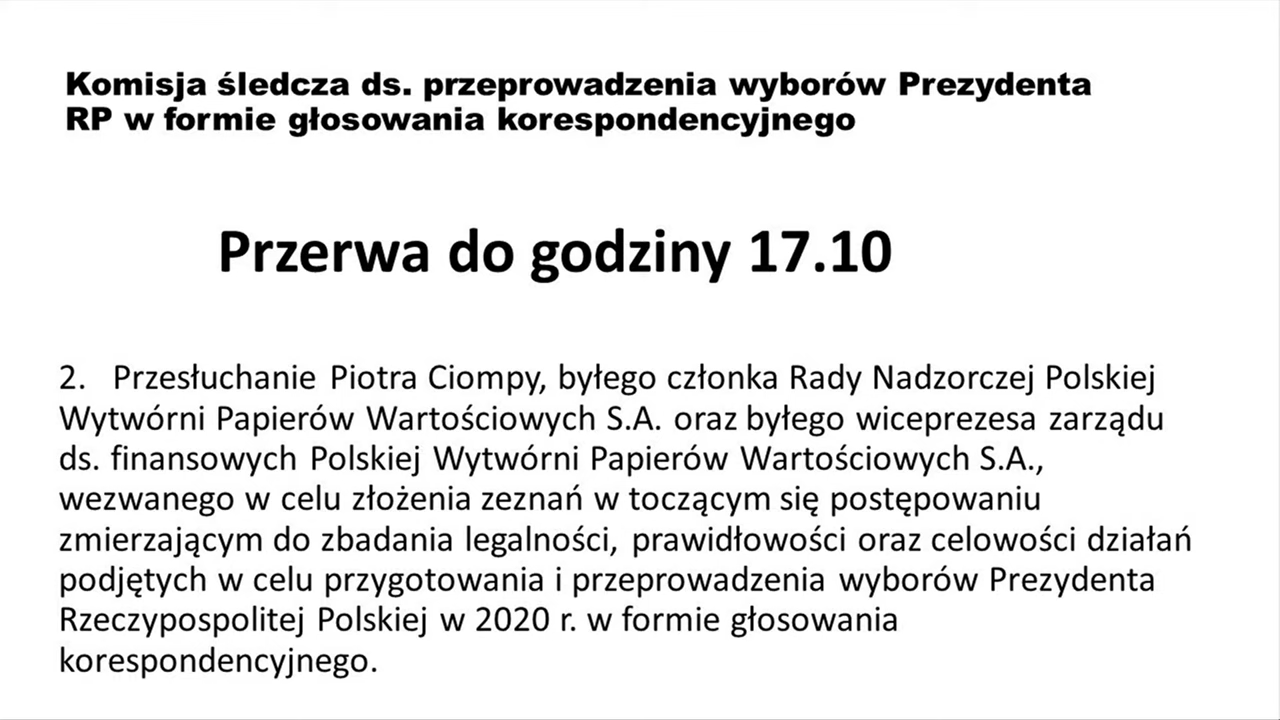 Komisja śledcza ds. przeprowadzenia wyborów Prezydenta
RP w formie głosowania korespondencyjnego
Przerwa do godziny 17.10
2. Przesłuchanie Piotra Ciompy, byłego członka Rady Nadzorczej Polskiej
Wytwórni Papierów Wartościowych S.A. oraz byłego wiceprezesa zarządu
ds. finansowych Polskiej Wytwórni Papierów Wartościowych S.A.,
wezwanego w celu złożenia zeznań w toczącym się postępowaniu
zmierzającym do zbadania legalności, prawidłowości oraz celowości działań
podjętych w celu przygotowania i przeprowadzenia wyborów Prezydenta
Rzeczypospolitej Polskiej w 2020 r. w formie głosowania
korespondencyjnego.